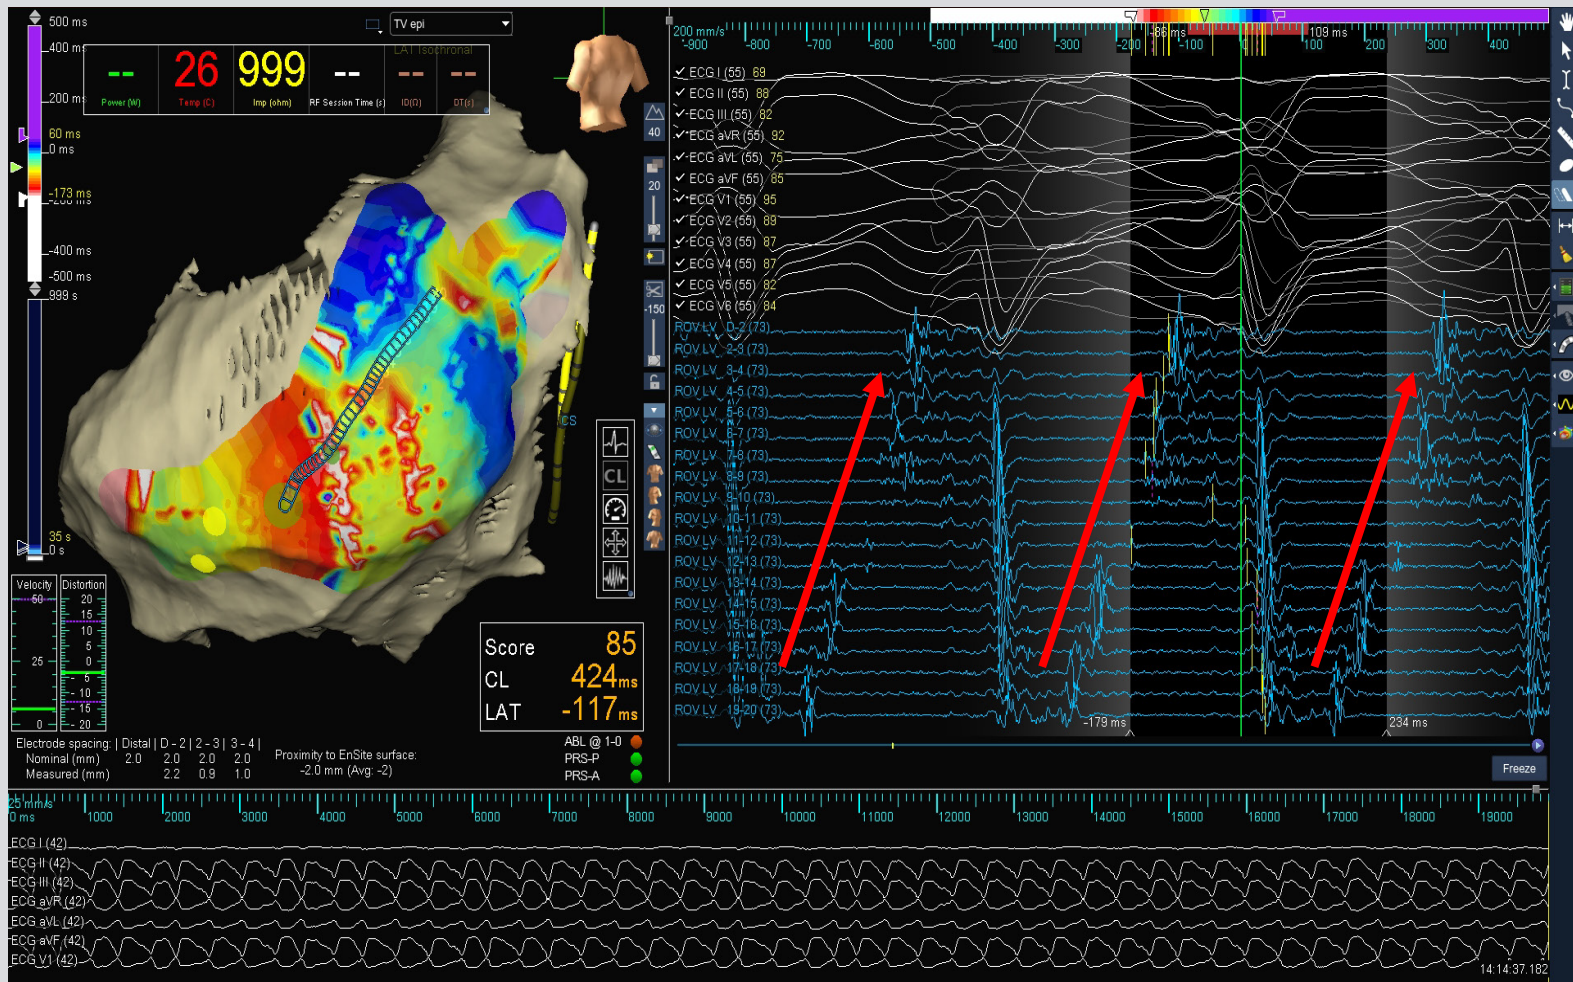 500 ms
400 ms
200 ms
60 ms
0 ms
-173 ms
-200 ms
-400 ms
-500 ms
999 s
35 s
0 s
TV epi
LAT Isochronal
-- 26 999 -- -- --
Power (W) Temp (C) Imp (ohm) RF Session Time (s) ID(Ω) DT(s)
40
20
-150
CS
CL
Velocity Distortion
50
25
0
20
15
10
5
0
- 5
- 10
- 15
- 20
Score 85
CL 424ms
LAT -117ms
Electrode spacing: | Distal | D - 2 | 2 - 3 | 3 - 4 |
Nominal (mm) 2.0 2.0 2.0 2.0
Measured (mm) 2.2 0.9 1.0
Proximity to EnSite surface:
-2.0 mm (Avg: -2)
ABL @ 1-0
PRS-P
PRS-A
200 mm/s
-900 -800 -700 -600 -500 -400 -300 -200 -100 0 100 200 300 400
-86 ms 109 ms
ECG I (55) 69
ECG II (55) 88
ECG III (55) 82
ECG aVR (55) 92
ECG aVL (55) 75
ECG aVF (55) 85
ECG V1 (55) 95
ECG V2 (55) 89
ECG V3 (55) 87
ECG V4 (55) 87
ECG V5 (55) 82
ECG V6 (55) 84
ROV LV D-2 (73)
ROV LV 2-3 (73)
ROV LV 3-4 (73)
ROV LV 4-5 (73)
ROV LV 5-6 (73)
ROV LV 6-7 (73)
ROV LV 7-8 (73)
ROV LV 8-9 (73)
ROV LV 9-10 (73)
ROV LV 10-11 (73)
ROV LV 11-12 (73)
ROV LV 12-13 (73)
ROV LV 13-14 (73)
ROV LV 14-15 (73)
ROV LV 15-16 (73)
ROV LV 16-17 (73)
ROV LV 17-18 (73)
ROV LV 18-19 (73)
ROV LV 19-20 (73)
-179 ms 234 ms
Freeze
25 mm/s
0 ms 1000 2000 3000 4000 5000 6000 7000 8000 9000 10000 11000 12000 13000 14000 15000 16000 17000 18000 19000
ECG I (42)
ECG II (42)
ECG III (42)
ECG aVR (42)
ECG aVL (42)
ECG aVF (42)
ECG V1 (42)
14:14:37.182